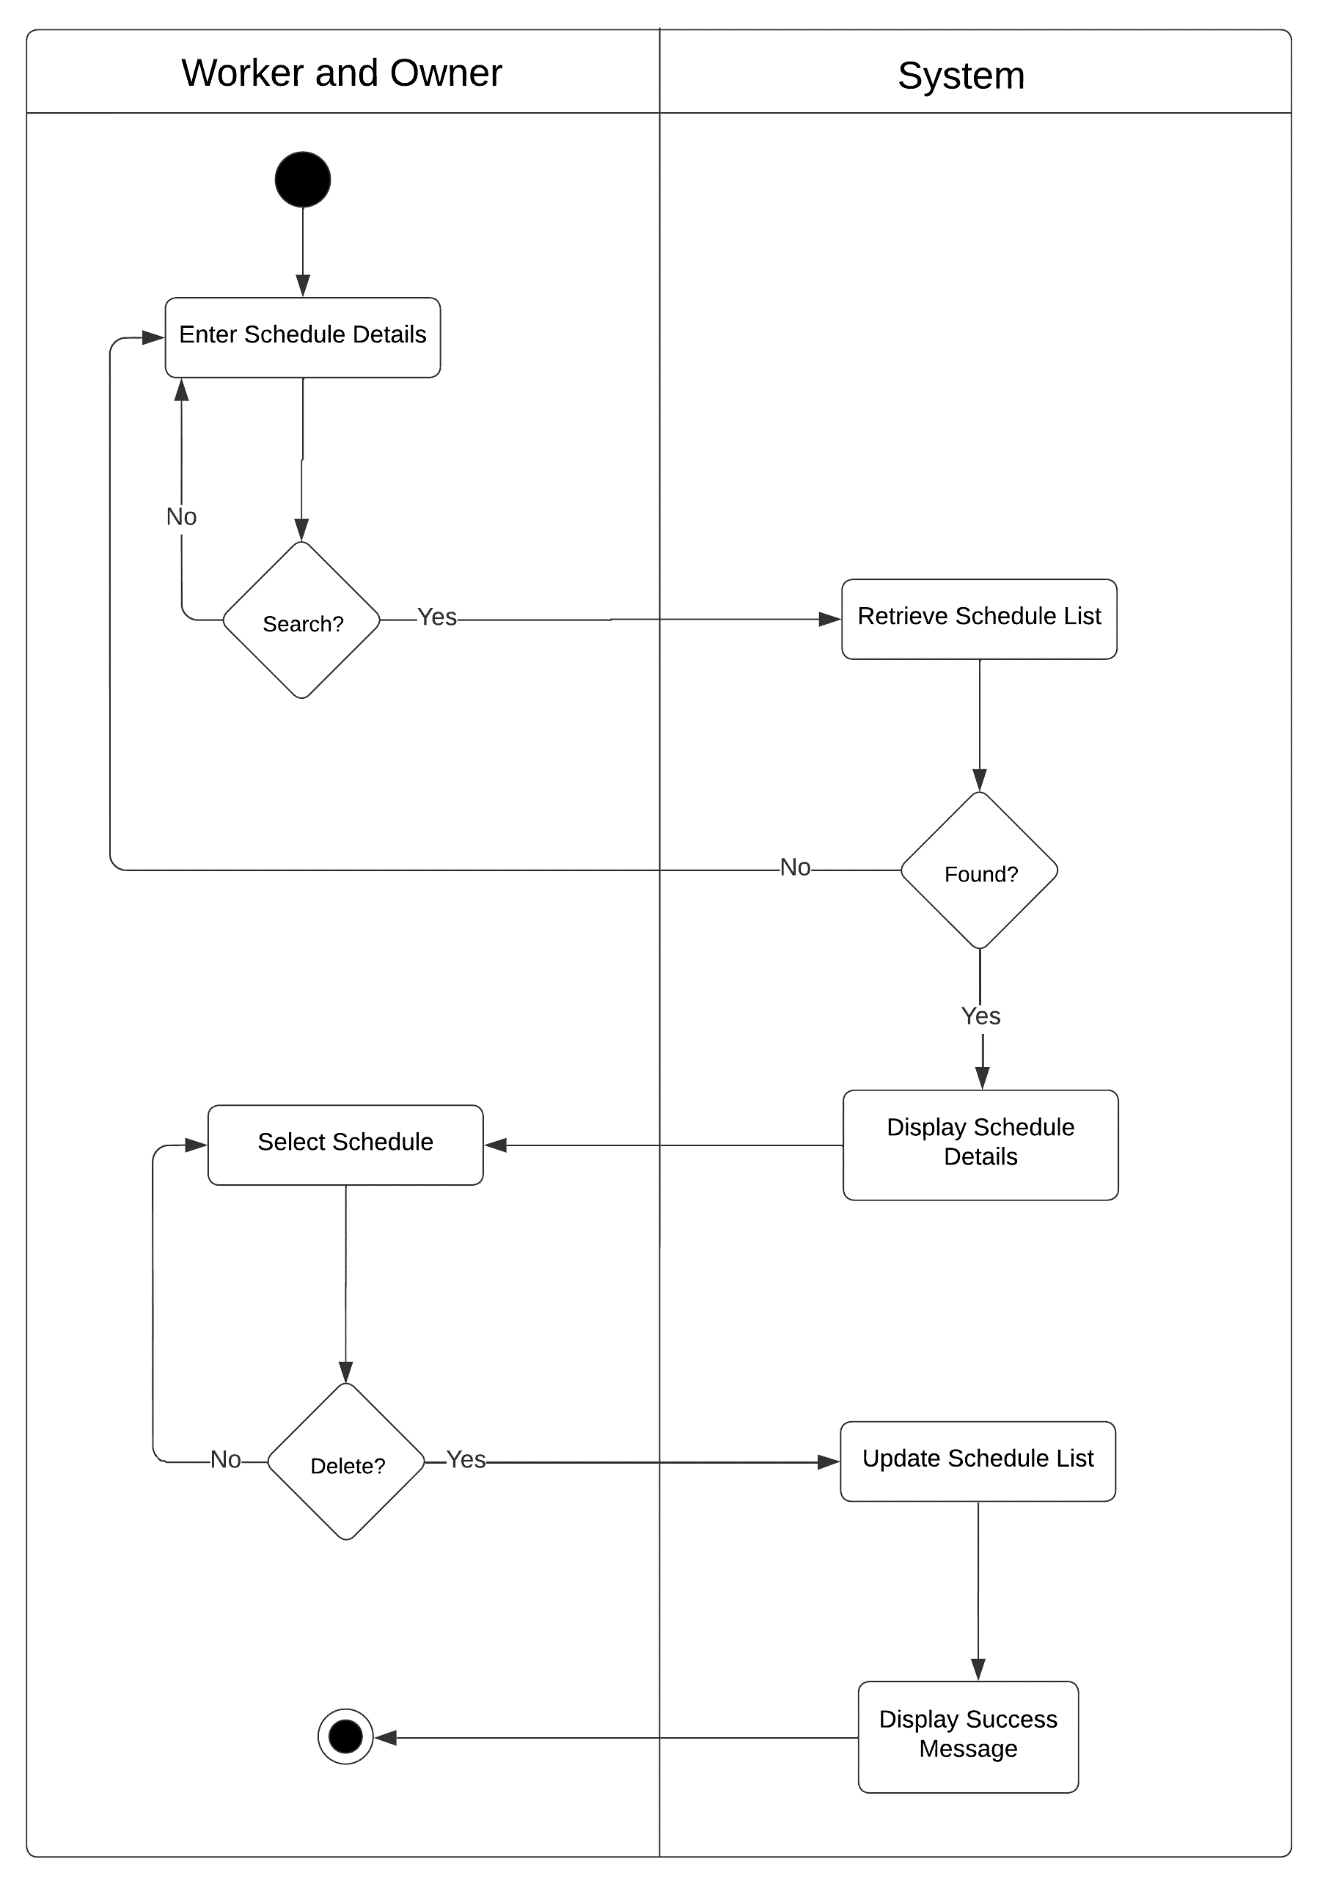 Worker and Owner
System
Enter Schedule Details
No
Search?
Yes
Retrieve Schedule List
No
Found?
Yes
Select Schedule
Display Schedule
Details
No
Delete?
Yes
Update Schedule List
Display Success
Message